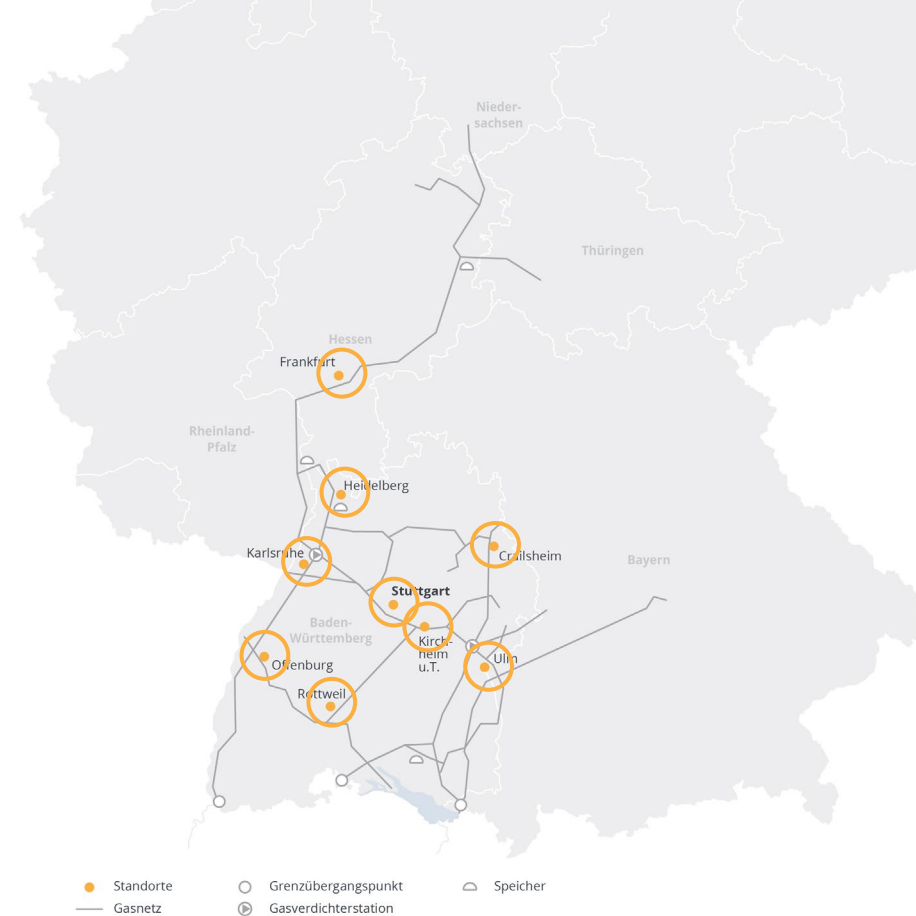 Nieder-
sachsen
Thüringen
Hessen
Frankfurt
Rheinland-
Pfalz
Heidelberg
Karlsruhe
Crailsheim
Bayern
Stuttgart
Baden-
Württemberg
Kirch-
heim
u.T.
Ulm
Offenburg
Rottweil
Standorte
Grenzübergangspunkt
Speicher
Gasnetz
Gasverdichterstation